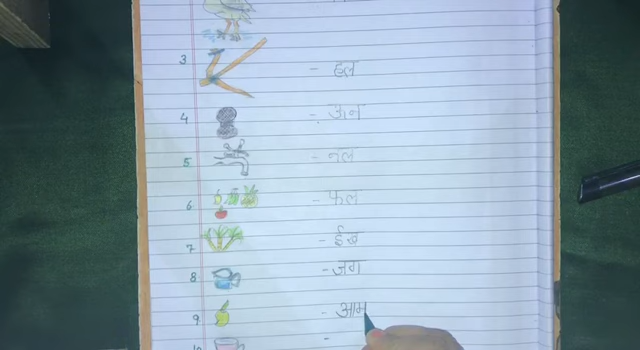 3 - हल
4 - ऊन
5 - नल
6 - फल
7 - ईख
8 - जग
9 - आम
-